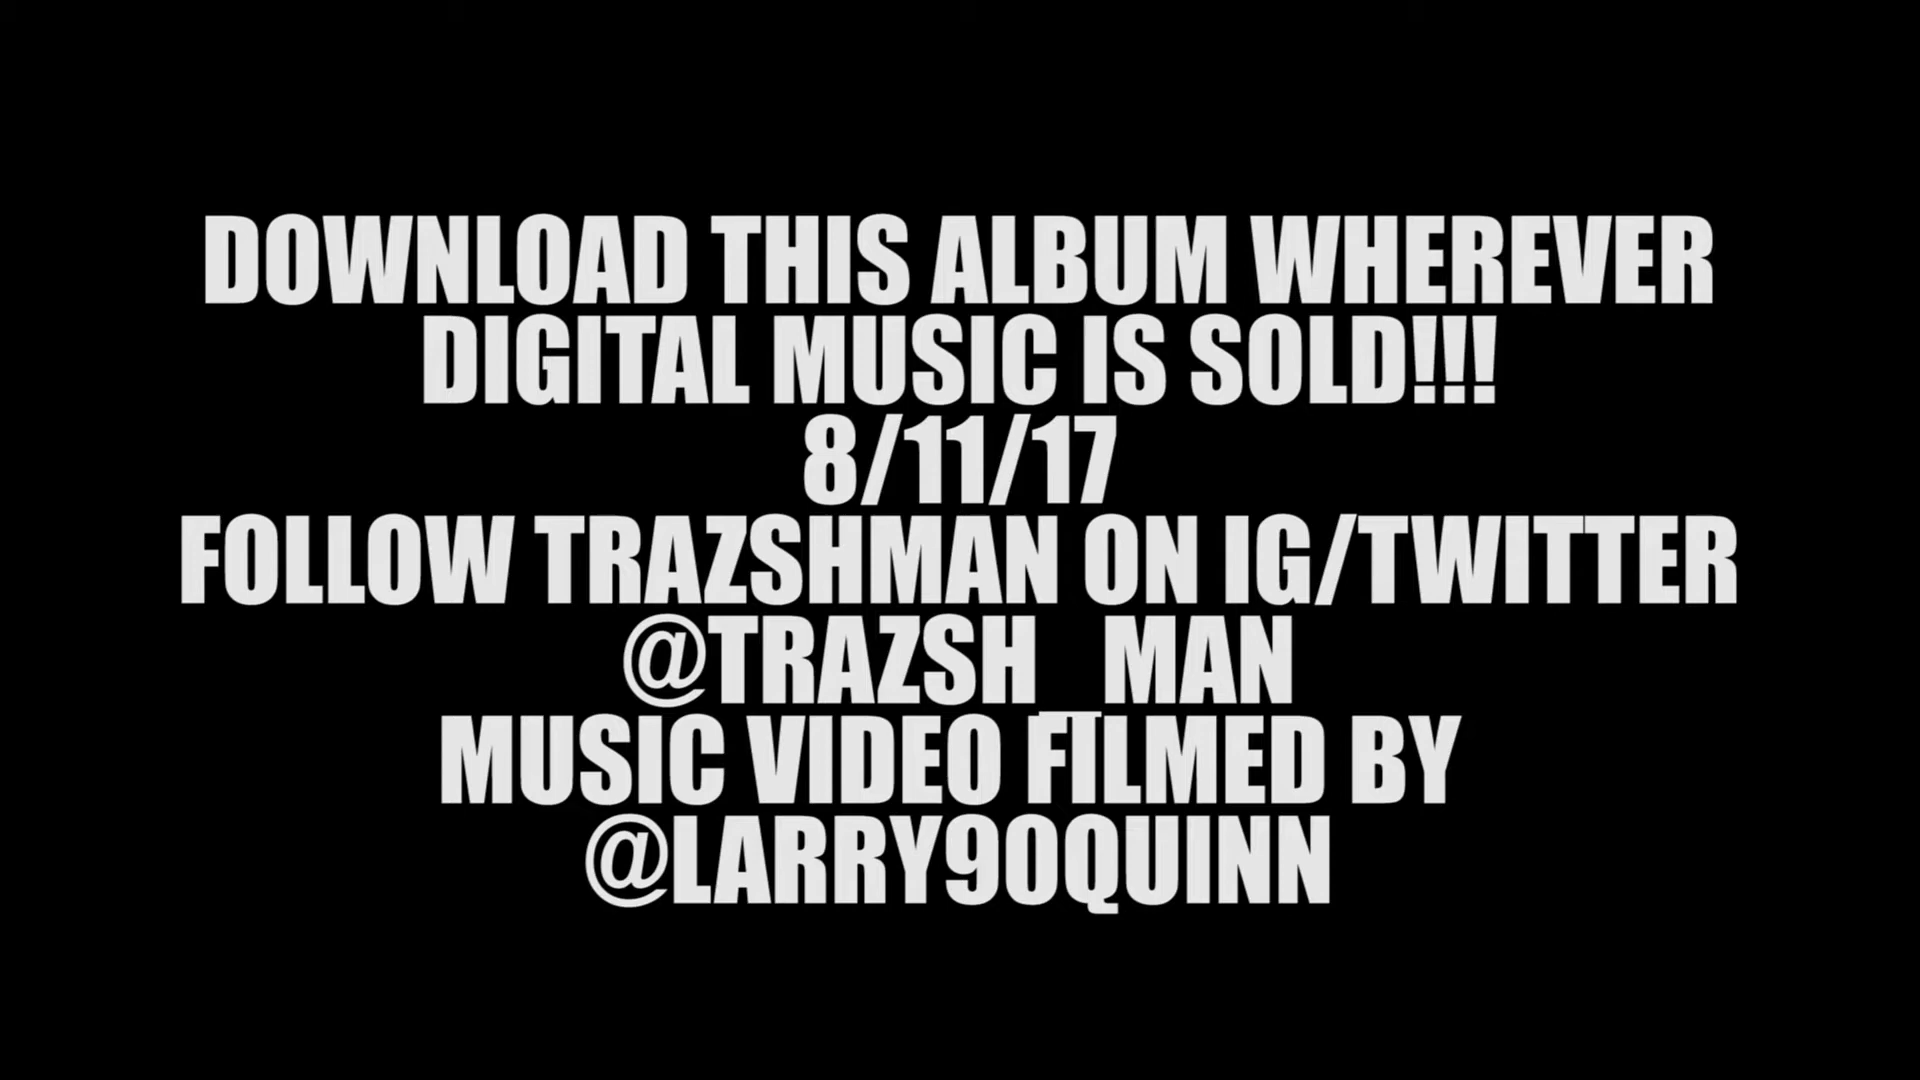 DOWNLOAD THIS ALBUM WHEREVER
DIGITAL MUSIC IS SOLD!!!
8/11/17
FOLLOW TRAZSHMAN ON IG/TWITTER
@TRAZSH_MAN
MUSIC VIDEO FILMED BY
@LARRY90QUINN